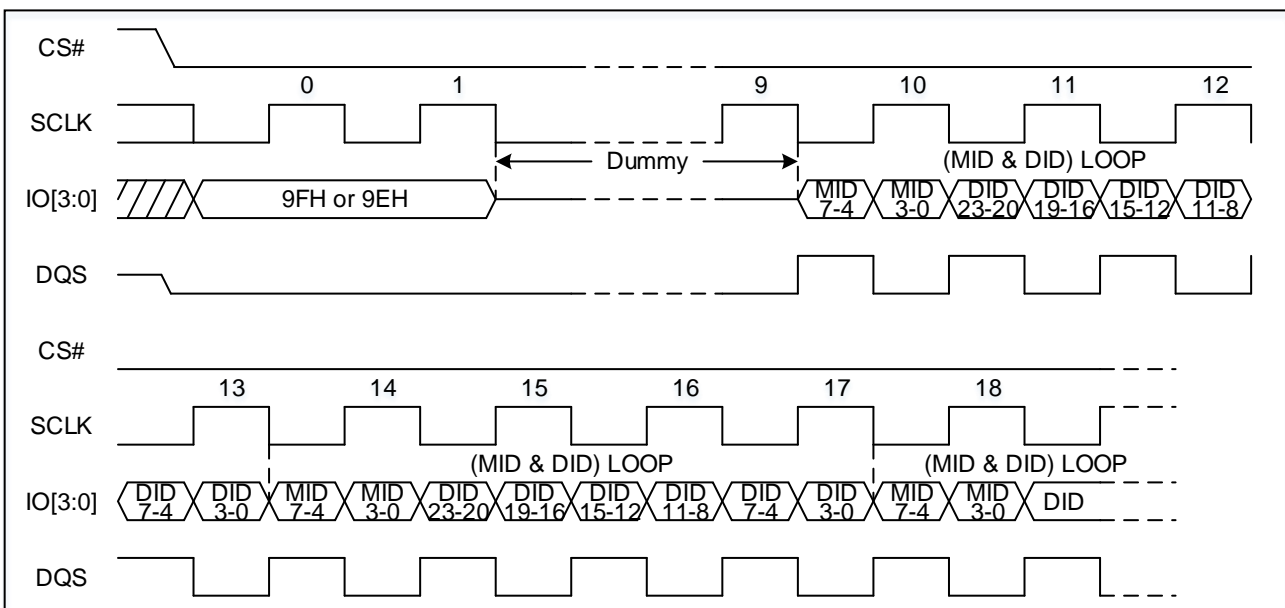 CS#
0 1 9 10 11 12
SCLK
Dummy (MID & DID) LOOP
IO[3:0] 9FH or 9EH MID 7-4 MID 3-0 DID 23-20 DID 19-16 DID 15-12 DID 11-8
DQS
CS#
13 14 15 16 17 18
SCLK
(MID & DID) LOOP (MID & DID) LOOP
IO[3:0] DID 7-4 DID 3-0 MID 7-4 MID 3-0 DID 23-20 DID 19-16 DID 15-12 DID 11-8 DID 7-4 DID 3-0 MID 7-4 MID 3-0 DID
DQS